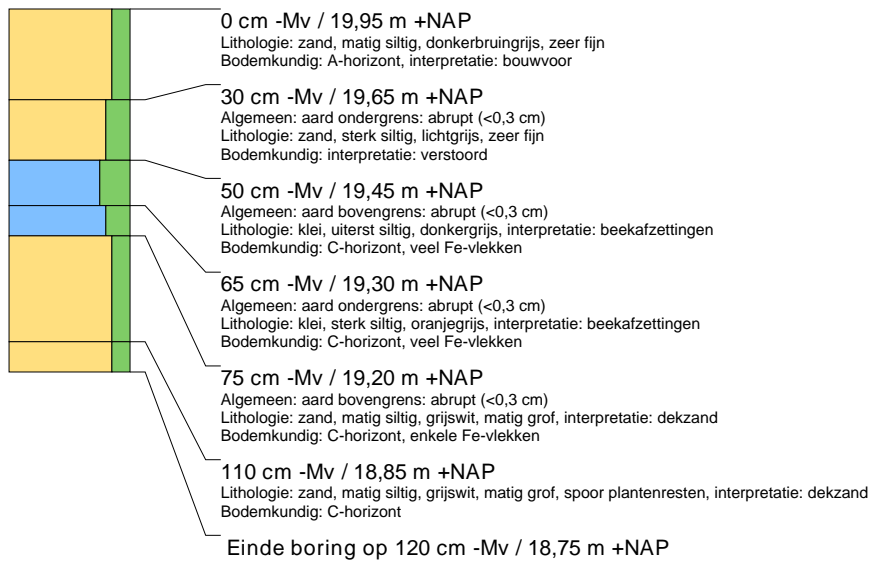 0 cm -Mv / 19,95 m +NAP
Lithologie: zand, matig siltig, donkerbruingrijs, zeer fijn
Bodemkundig: A-horizont, interpretatie: bouwvoor
30 cm -Mv / 19,65 m +NAP
Algemeen: aard ondergrens: abrupt (<0,3 cm)
Lithologie: zand, sterk siltig, lichtgrijs, zeer fijn
Bodemkundig: interpretatie: verstoord
50 cm -Mv / 19,45 m +NAP
Algemeen: aard bovengrens: abrupt (<0,3 cm)
Lithologie: klei, uiterst siltig, donkergrijs, interpretatie: beekafzettingen
Bodemkundig: C-horizont, veel Fe-vlekken
65 cm -Mv / 19,30 m +NAP
Algemeen: aard ondergrens: abrupt (<0,3 cm)
Lithologie: klei, sterk siltig, oranjegrijs, interpretatie: beekafzettingen
Bodemkundig: C-horizont, veel Fe-vlekken
75 cm -Mv / 19,20 m +NAP
Algemeen: aard bovengrens: abrupt (<0,3 cm)
Lithologie: zand, matig siltig, grijswit, matig grof, interpretatie: dekzand
Bodemkundig: C-horizont, enkele Fe-vlekken
110 cm -Mv / 18,85 m +NAP
Lithologie: zand, matig siltig, grijswit, matig grof, spoor plantenresten, interpretatie: dekzand
Bodemkundig: C-horizont
Einde boring op 120 cm -Mv / 18,75 m +NAP